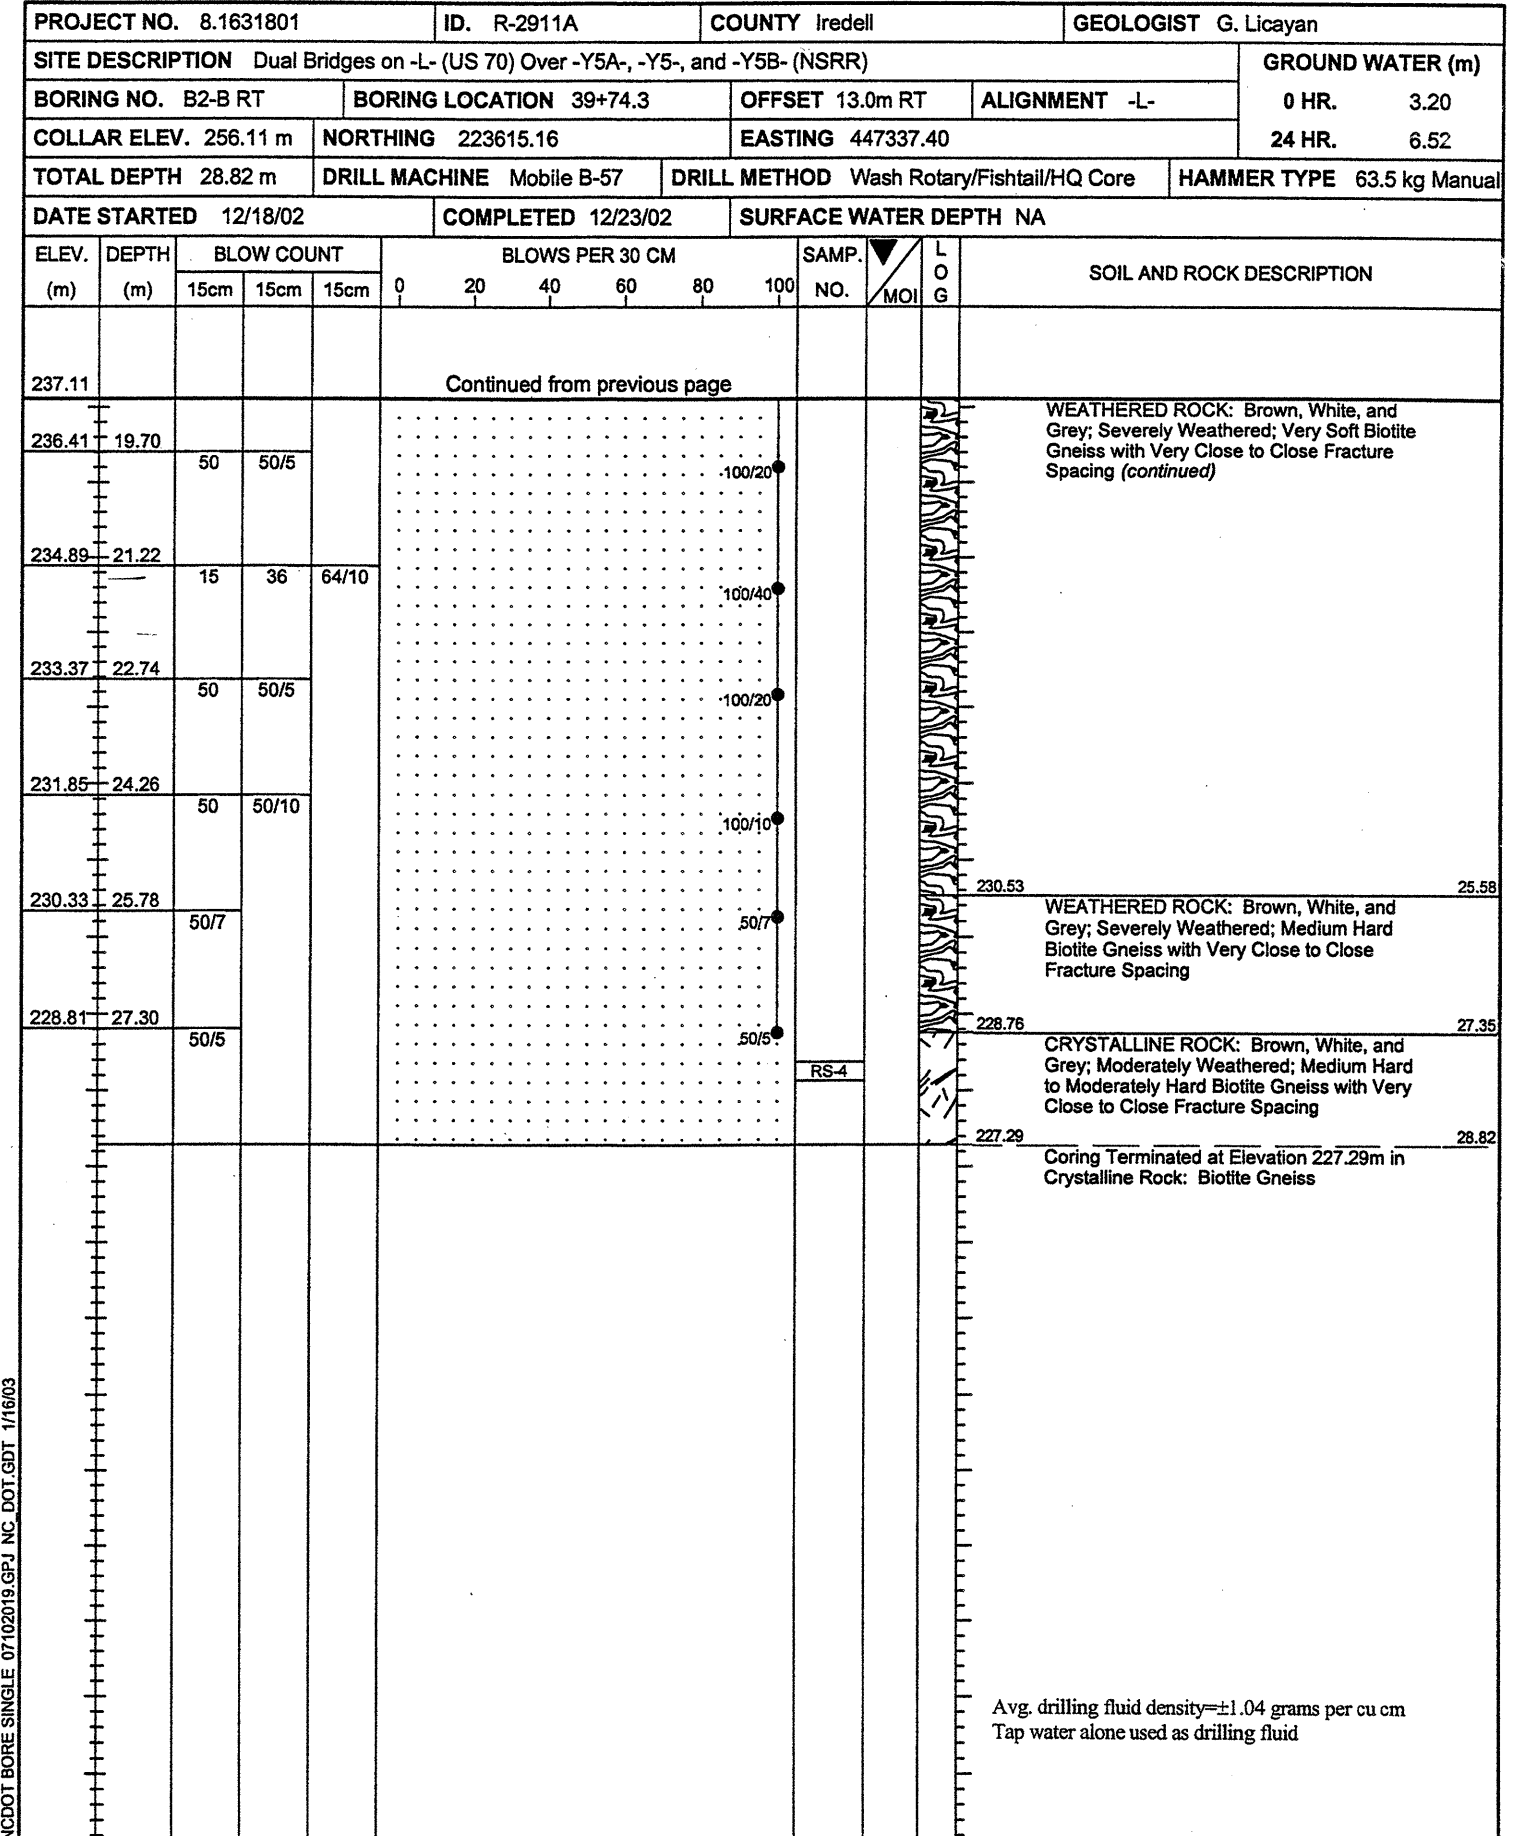 PROJECT NO. 8.1631801 ID. R-2911A COUNTY Iredell GEOLOGIST G. Licayan
SITE DESCRIPTION Dual Bridges on -L- (US 70) Over -Y5A-, -Y5-, and -Y5B- (NSRR) GROUND WATER (m)
BORING NO. B2-B RT BORING LOCATION 39+74.3 OFFSET 13.0m RT ALIGNMENT -L- 0 HR. 3.20
COLLAR ELEV. 256.11 m NORTHING 223615.16 EASTING 447337.40 24 HR. 6.52
TOTAL DEPTH 28.82 m DRILL MACHINE Mobile B-57 DRILL METHOD Wash Rotary/Fishtail/HQ Core HAMMER TYPE 63.5 kg Manual
DATE STARTED 12/18/02 COMPLETED 12/23/02 SURFACE WATER DEPTH NA
ELEV. DEPTH BLOW COUNT BLOWS PER 30 CM SAMP. LOG SOIL AND ROCK DESCRIPTION
(m) (m) 15cm 15cm 15cm 0 20 40 60 80 100 NO. MOI
237.11 Continued from previous page
WEATHERED ROCK: Brown, White, and
Grey; Severely Weathered; Very Soft Biotite
Gneiss with Very Close to Close Fracture
Spacing (continued)
236.41 19.70
50 50/5 100/20
234.89 21.22
15 36 64/10 100/40
233.37 22.74
50 50/5 100/20
231.85 24.26
50 50/10 100/10
230.53 25.58
230.33 25.78
50/7 50/7
WEATHERED ROCK: Brown, White, and
Grey; Severely Weathered; Medium Hard
Biotite Gneiss with Very Close to Close
Fracture Spacing
228.81 27.30
50/5 50/5
228.76 27.35
RS-4
CRYSTALLINE ROCK: Brown, White, and
Grey; Moderately Weathered; Medium Hard
to Moderately Hard Biotite Gneiss with Very
Close to Close Fracture Spacing
227.29 28.82
Coring Terminated at Elevation 227.29m in
Crystalline Rock: Biotite Gneiss
Avg. drilling fluid density=±1.04 grams per cu cm
Tap water alone used as drilling fluid
NCDOT BORE SINGLE 07102019.GPJ NC_DOT.GDT 1/16/03